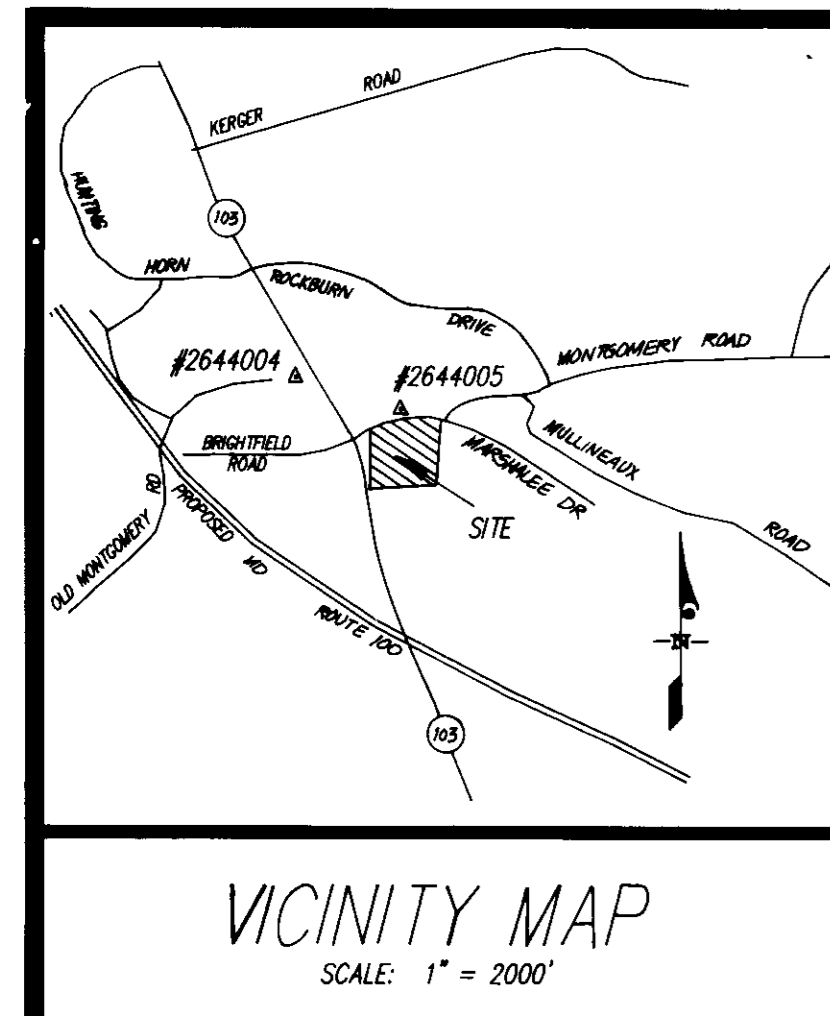 KERGER ROAD
HUNTING
103
HORN
ROCKBURN
DRIVE
MONTGOMERY ROAD
#2644004
#2644005
BRIGHTFIELD
ROAD
MARSHALEE DR
MULLINEAUX
ROAD
SITE
OLD MONTGOMERY RD
PROPOSED MD
ROUTE 100
N
103
VICINITY MAP
SCALE: 1" = 2000'